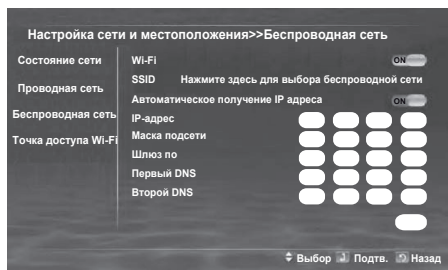 Настройка сети и местоположения>>Беспроводная сеть
Состояние сети
Проводная сеть
Беспроводная сеть
Точка доступа Wi-Fi
Wi-Fi ON
SSID Нажмите здесь для выбора беспроводной сети
Автоматическое получение IP адреса ON
IP-адрес
Маска подсети
Шлюз по
Первый DNS
Второй DNS
Выбор Подтв. Назад